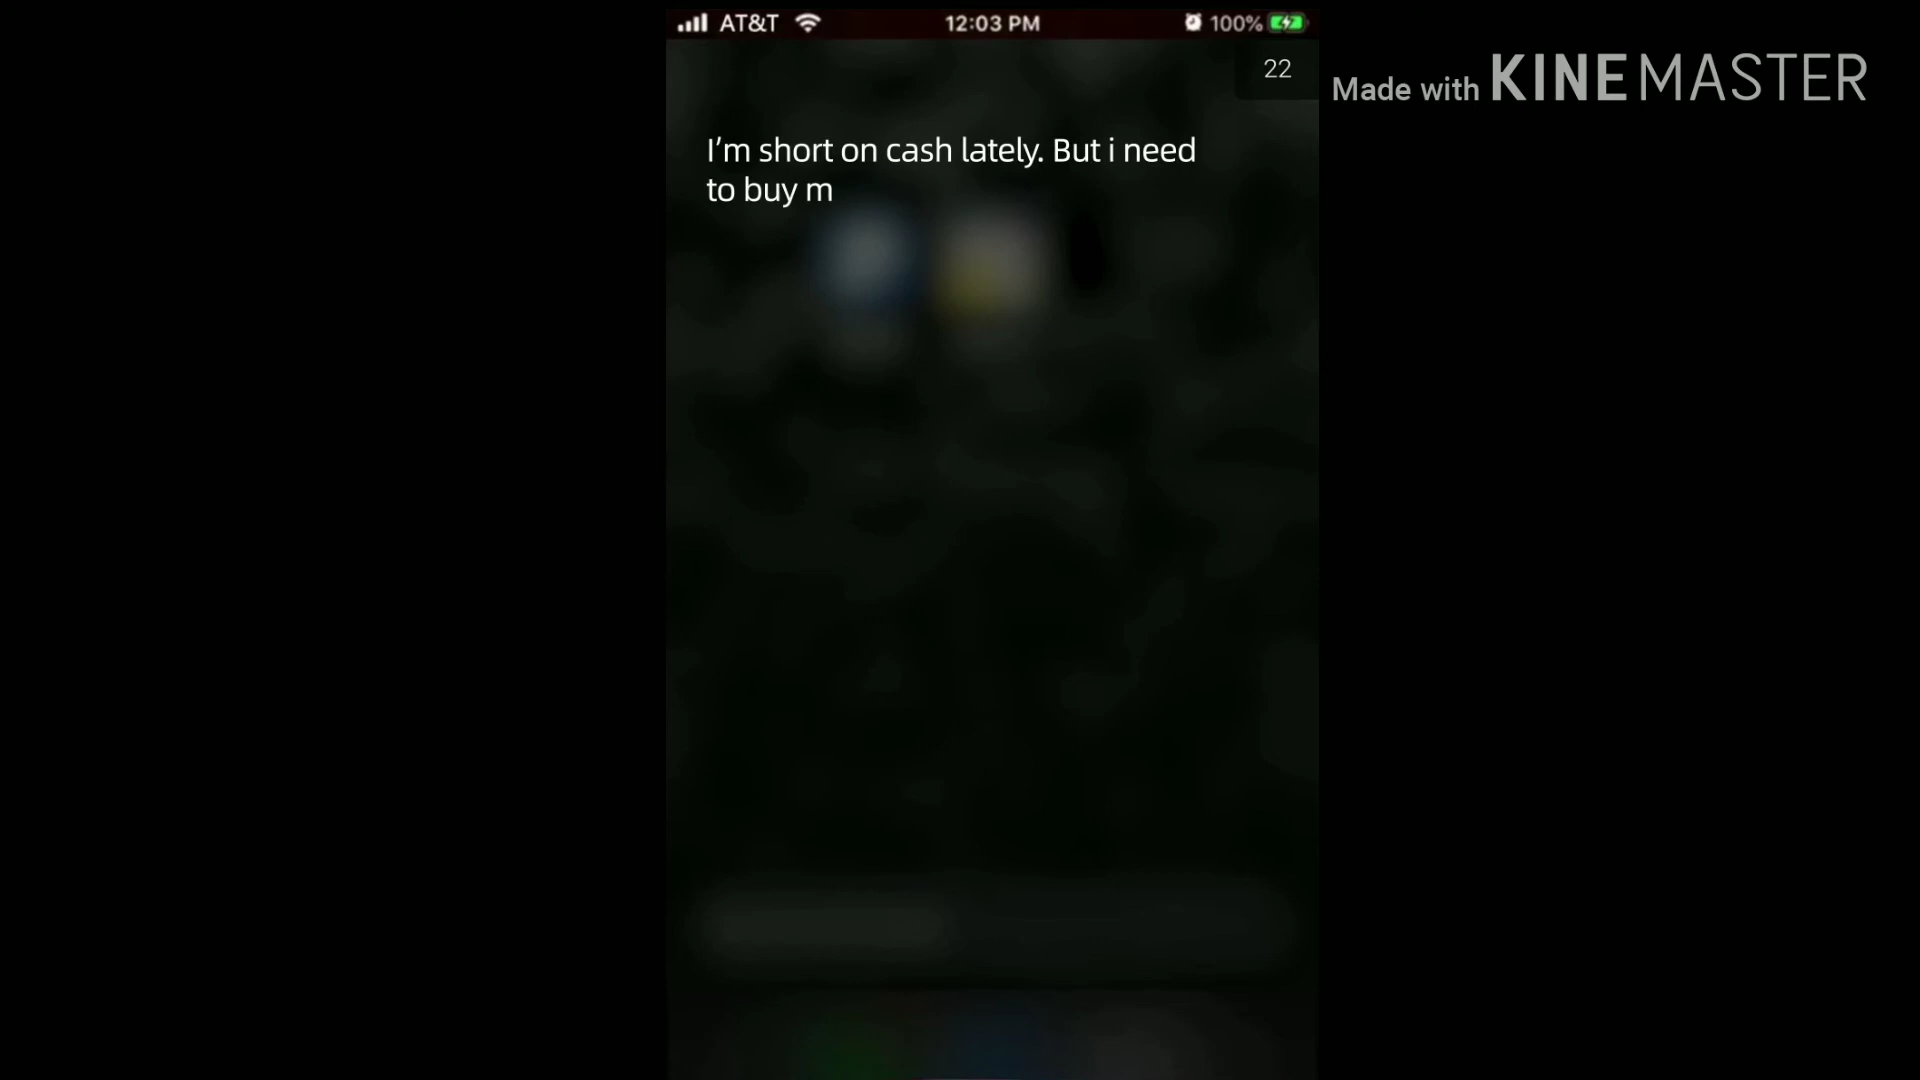 AT&T 12:03 PM 100%
22
Made with KINEMASTER
I'm short on cash lately. But i need
to buy m